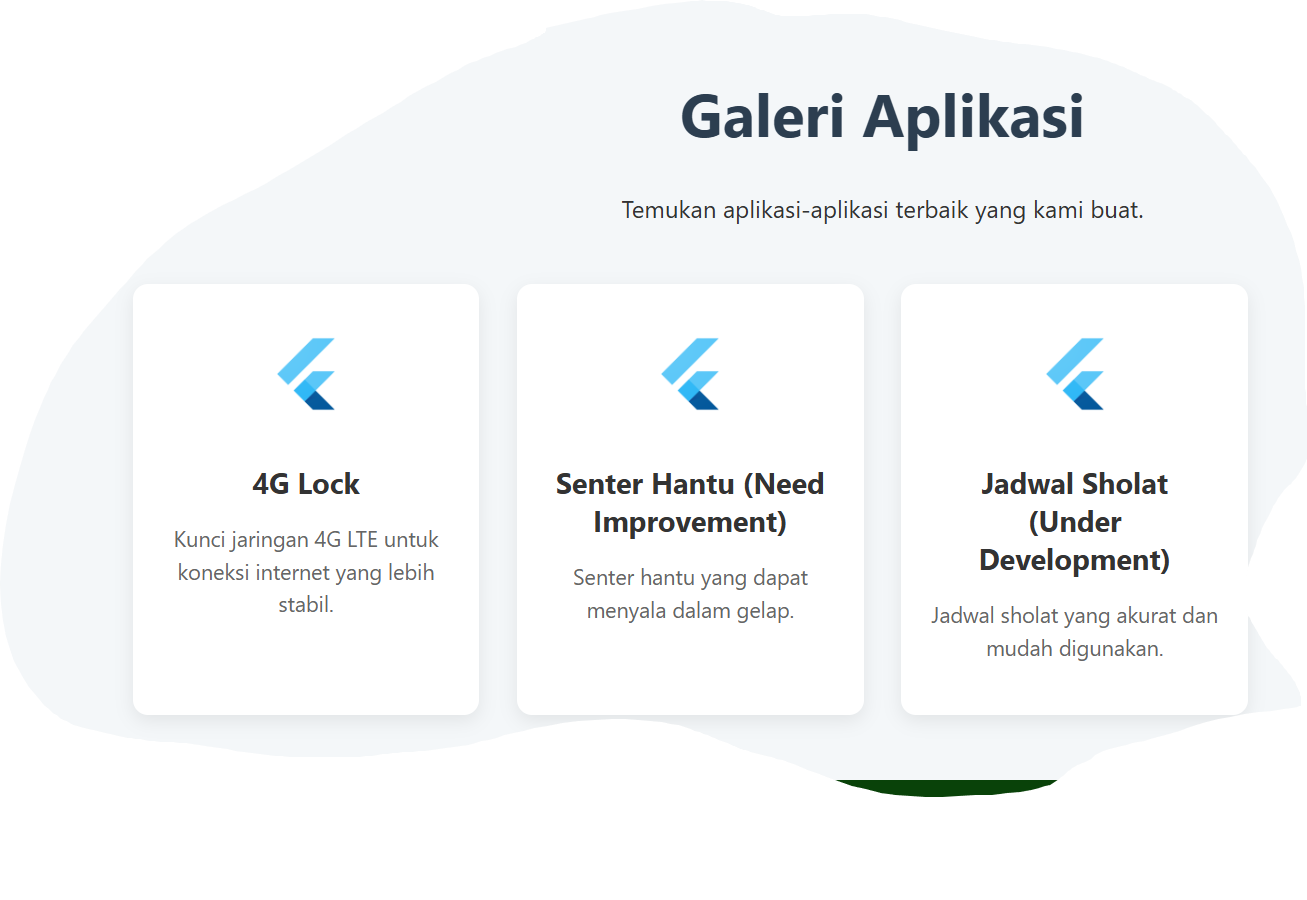 Galeri Aplikasi
Temukan aplikasi-aplikasi terbaik yang kami buat.
4G Lock
Kunci jaringan 4G LTE untuk
koneksi internet yang lebih
stabil.
Senter Hantu (Need
Improvement)
Senter hantu yang dapat
menyala dalam gelap.
Jadwal Sholat
(Under
Development)
Jadwal sholat yang akurat dan
mudah digunakan.